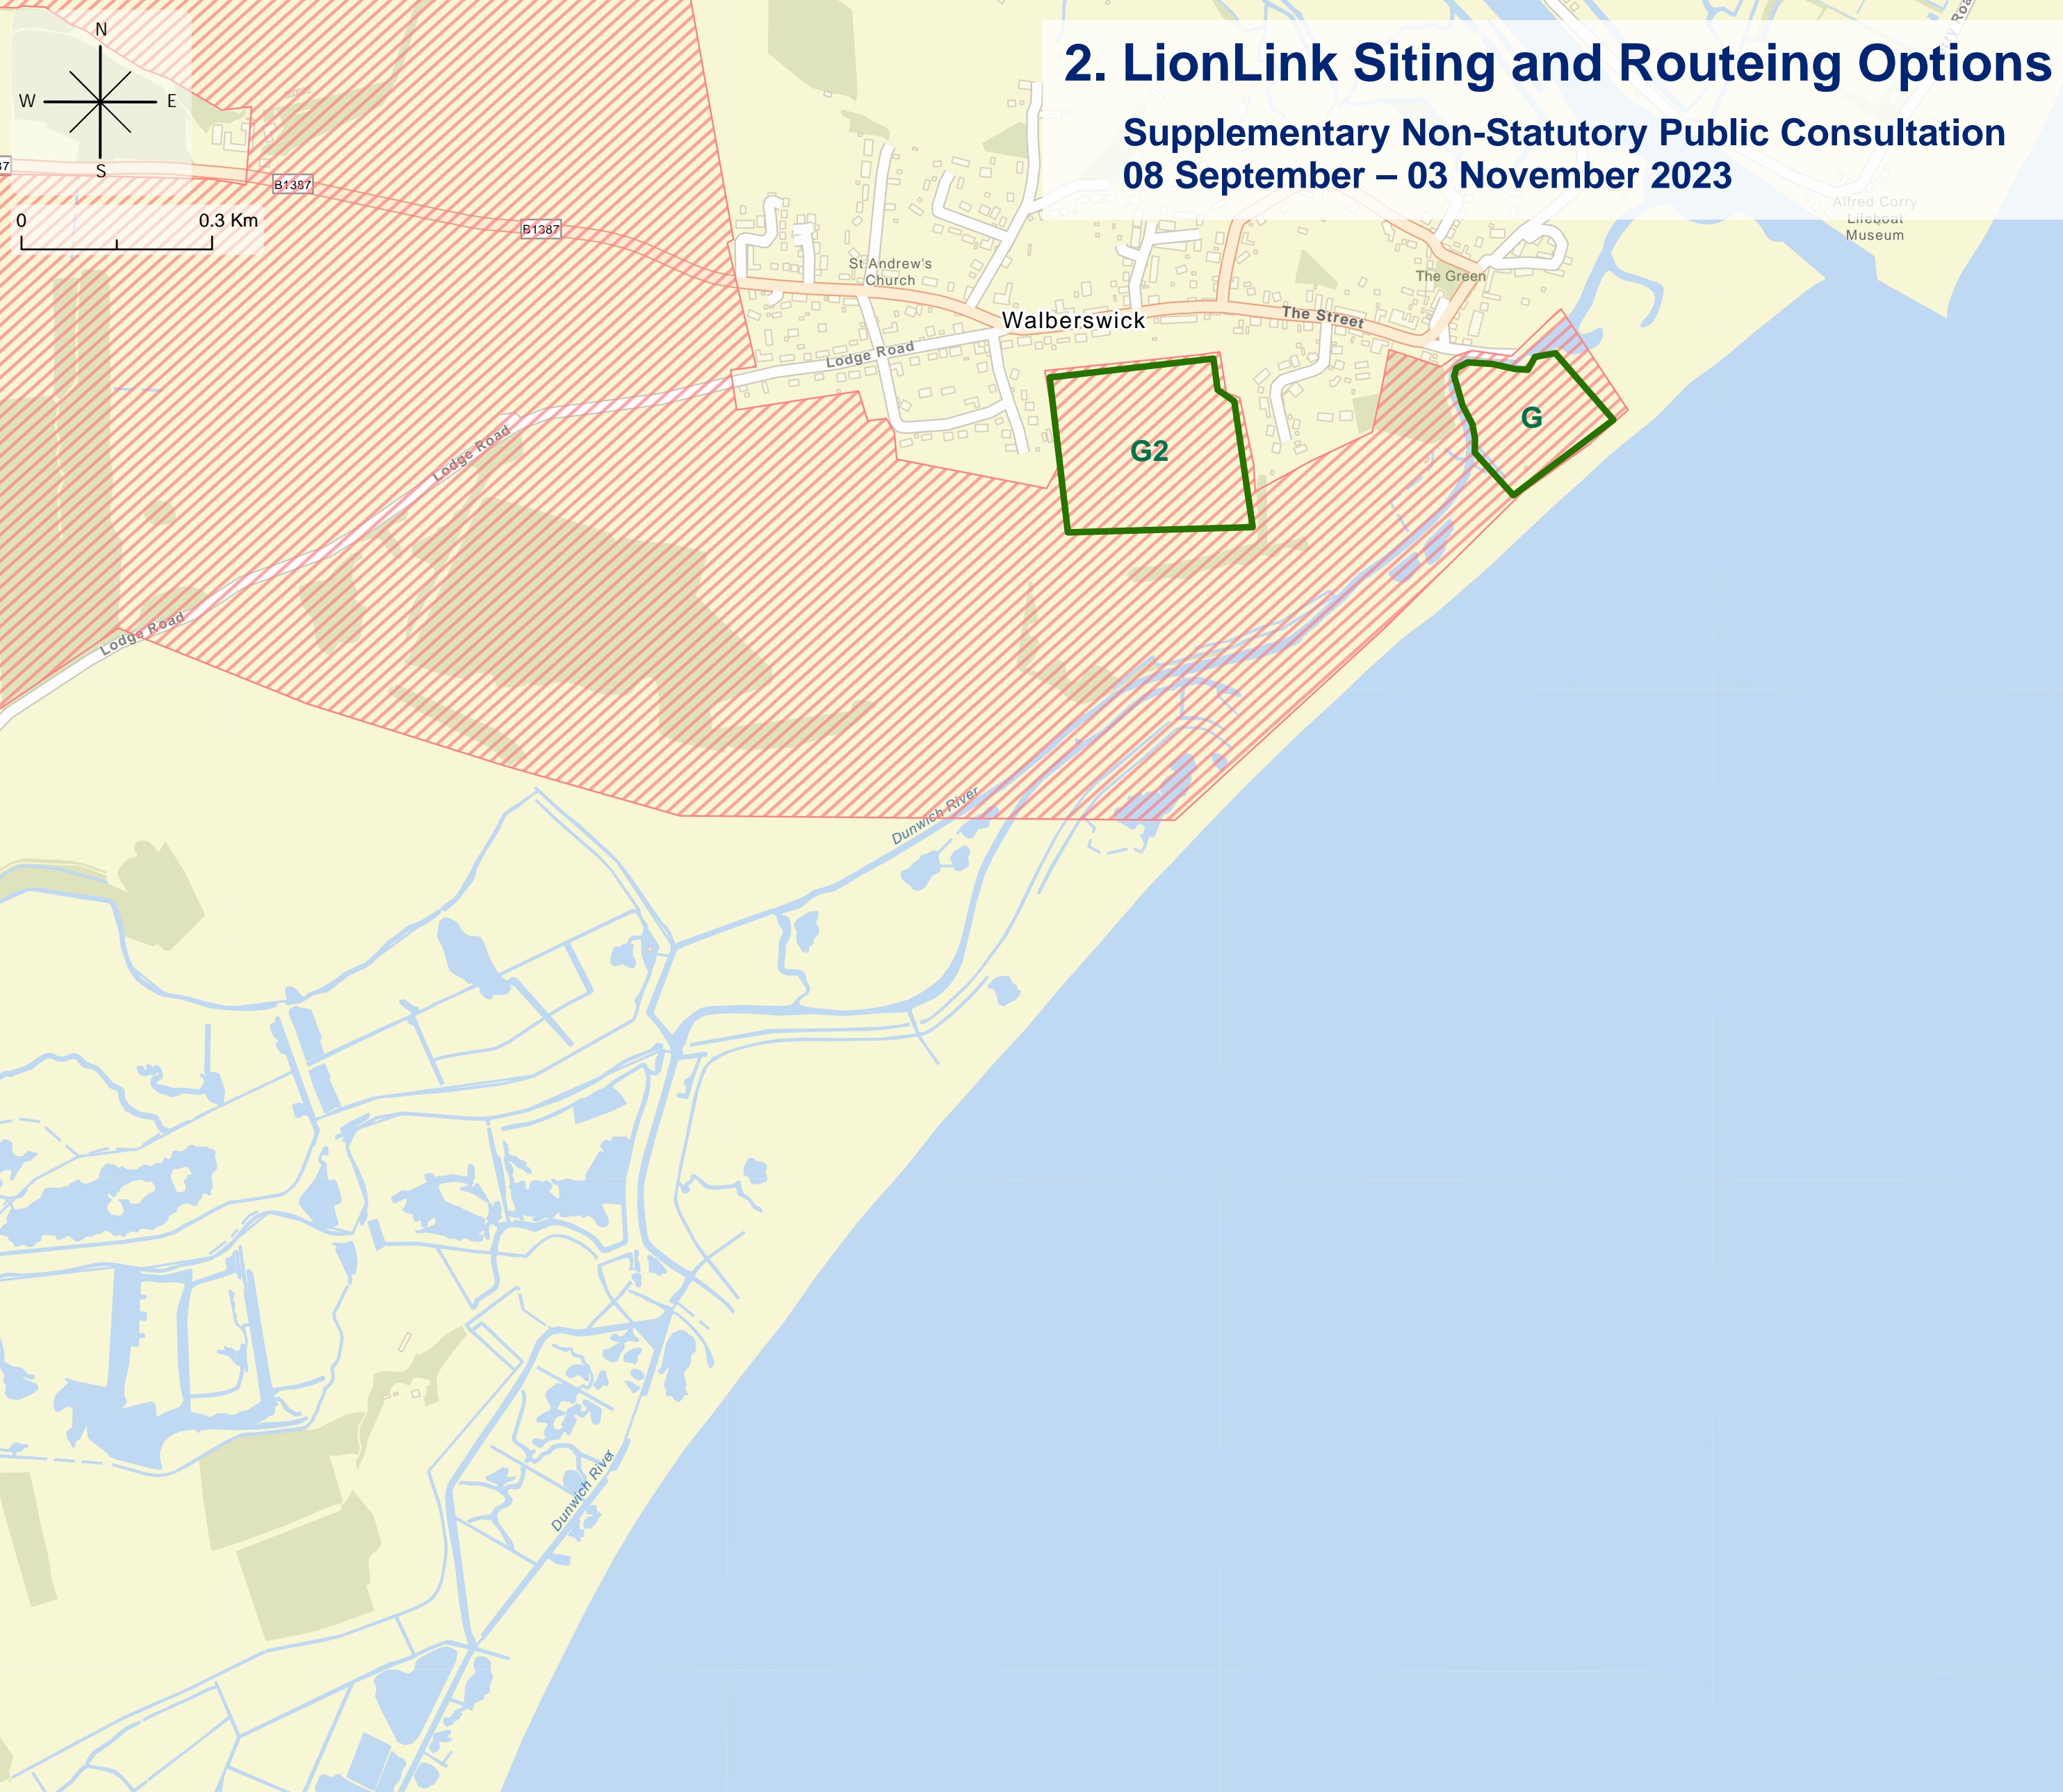 N
W
E
S
0
0.3 Km
2. LionLink Siting and Routeing Options
Supplementary Non-Statutory Public Consultation
08 September – 03 November 2023
B1387
B1387
Alfred Corry
Lifeboat
Museum
St Andrew's
Church
The Green
Walberswick
The Street
Lodge Road
G2
G
Lodge Road
Lodge Road
Dunwich River
Dunwich River